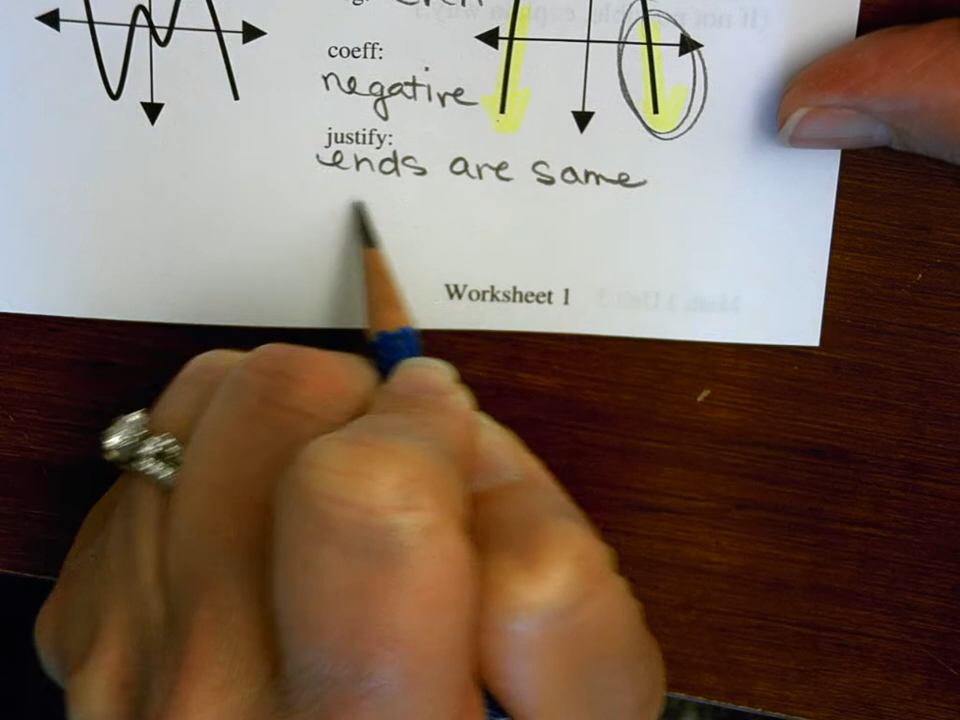 coeff:
negative
justify:
ends are same
Worksheet 1